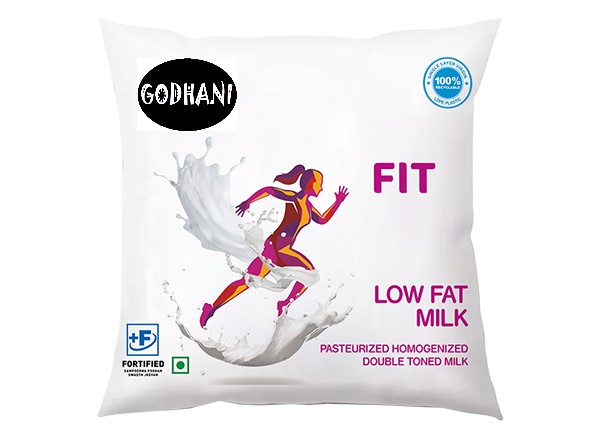 GODHANI
SINGLE LAYER VIRGIN
100%
RECYCLABLE
LDPE PLASTIC
FIT
LOW FAT
MILK
PASTEURIZED HOMOGENIZED
DOUBLE TONED MILK
+F
FORTIFIED
SAMPOORNA POSHAN
SWASTH JEEVAN